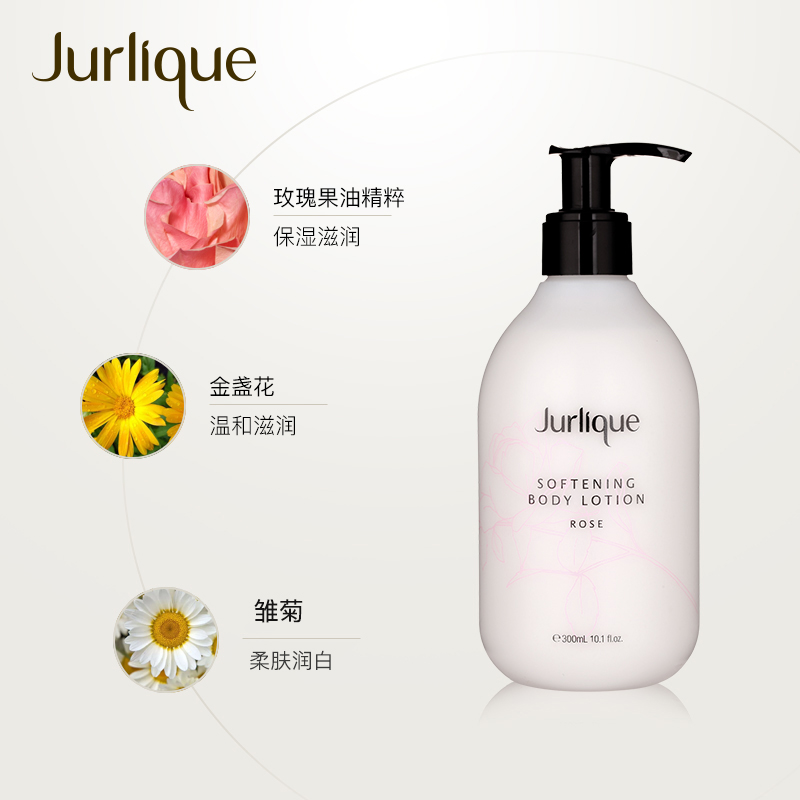 Jurlique
玫瑰果油精粹
保湿滋润
金盏花
温和滋润
雏菊
柔肤润白
Jurlique
SOFTENING
BODY LOTION
ROSE
℮300mL 10.1 fl.oz.